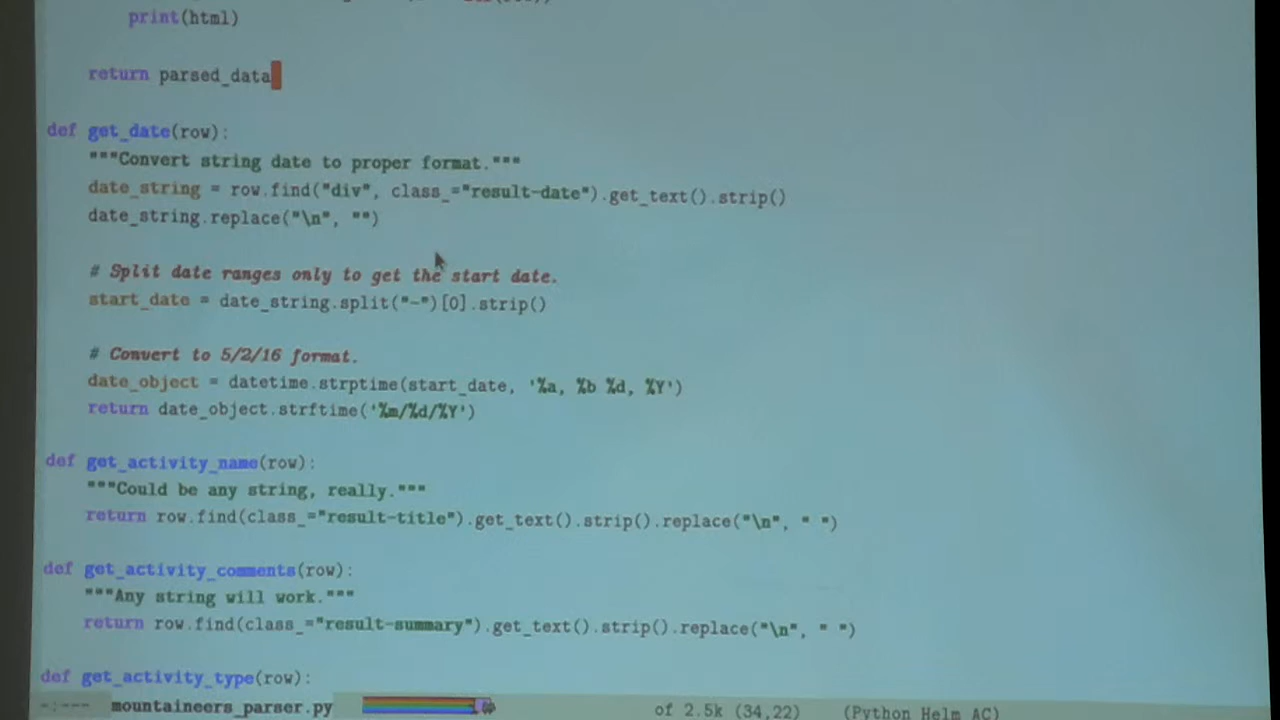 print(html)
return parsed_data
def get_date(row):
"""Convert string date to proper format."""
date_string = row.find("div", class_="result-date").get_text().strip()
date_string.replace("\n", "")
# Split date ranges only to get the start date.
start_date = date_string.split("-")[0].strip()
# Convert to 5/2/16 format.
date_object = datetime.strptime(start_date, '%a, %b %d, %Y')
return date_object.strftime('%m/%d/%Y')
def get_activity_name(row):
"""Could be any string, really."""
return row.find(class_="result-title").get_text().strip().replace("\n", " ")
def get_activity_comments(row):
"""Any string will work."""
return row.find(class_="result-summary").get_text().strip().replace("\n", " ")
def get_activity_type(row):
-:--- mountaineers_parser.py of 2.5k (34,22) (Python Helm AC)